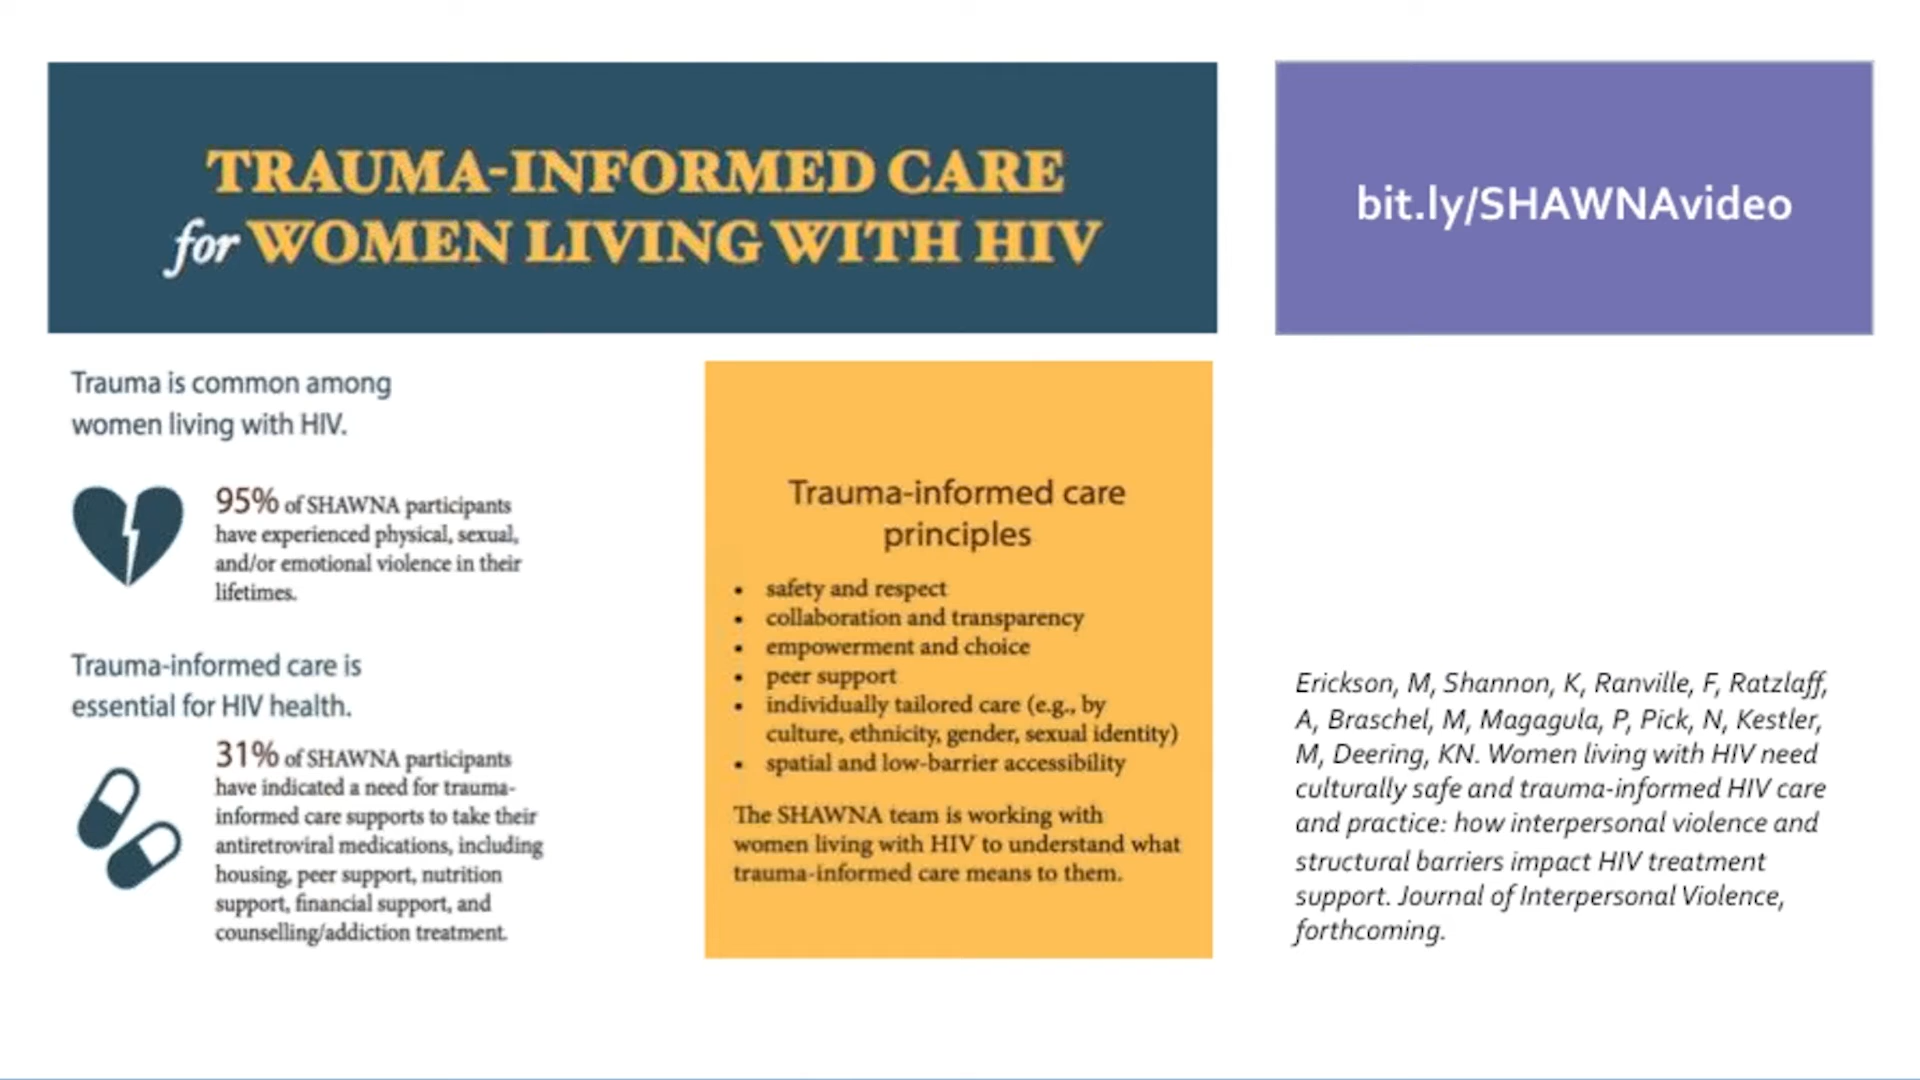 TRAUMA-INFORMED CARE
for WOMEN LIVING WITH HIV
bit.ly/SHAWNAvideo
Trauma is common among
women living with HIV.
95% of SHAWNA participants
have experienced physical, sexual,
and/or emotional violence in their
lifetimes.
Trauma-informed care is
essential for HIV health.
31% of SHAWNA participants
have indicated a need for trauma-
informed care supports to take their
antiretroviral medications, including
housing, peer support, nutrition
support, financial support, and
counselling/addiction treatment.
Trauma-informed care
principles
• safety and respect
• collaboration and transparency
• empowerment and choice
• peer support
• individually tailored care (e.g., by
culture, ethnicity, gender, sexual identity)
• spatial and low-barrier accessibility
The SHAWNA team is working with
women living with HIV to understand what
trauma-informed care means to them.
Erickson, M, Shannon, K, Ranville, F, Ratzlaff,
A, Braschel, M, Magagula, P, Pick, N, Kestler,
M, Deering, KN. Women living with HIV need
culturally safe and trauma-informed HIV care
and practice: how interpersonal violence and
structural barriers impact HIV treatment
support. Journal of Interpersonal Violence,
forthcoming.